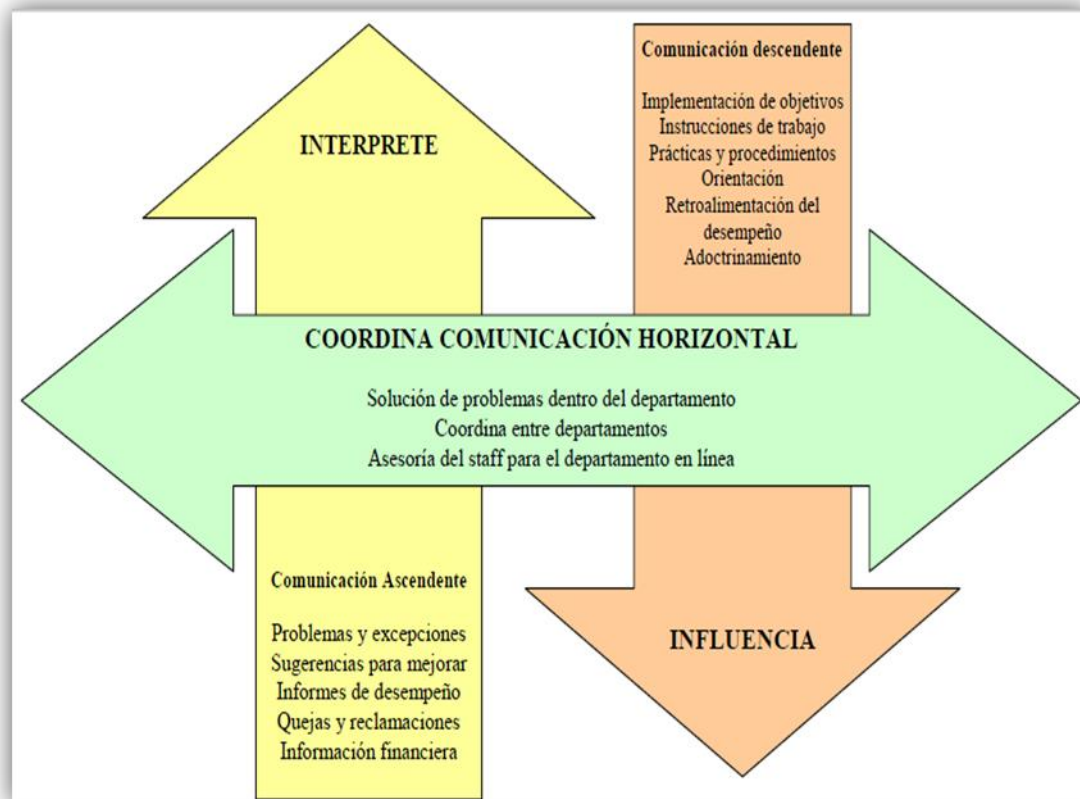 INTERPRETE
Comunicación descendente
Implementación de objetivos
Instrucciones de trabajo
Prácticas y procedimientos
Orientación
Retroalimentación del
desempeño
Adoctrinamiento
COORDINA COMUNICACIÓN HORIZONTAL
Solución de problemas dentro del departamento
Coordina entre departamentos
Asesoría del staff para el departamento en línea
Comunicación Ascendente
Problemas y excepciones
Sugerencias para mejorar
Informes de desempeño
Quejas y reclamaciones
Información financiera
INFLUENCIA